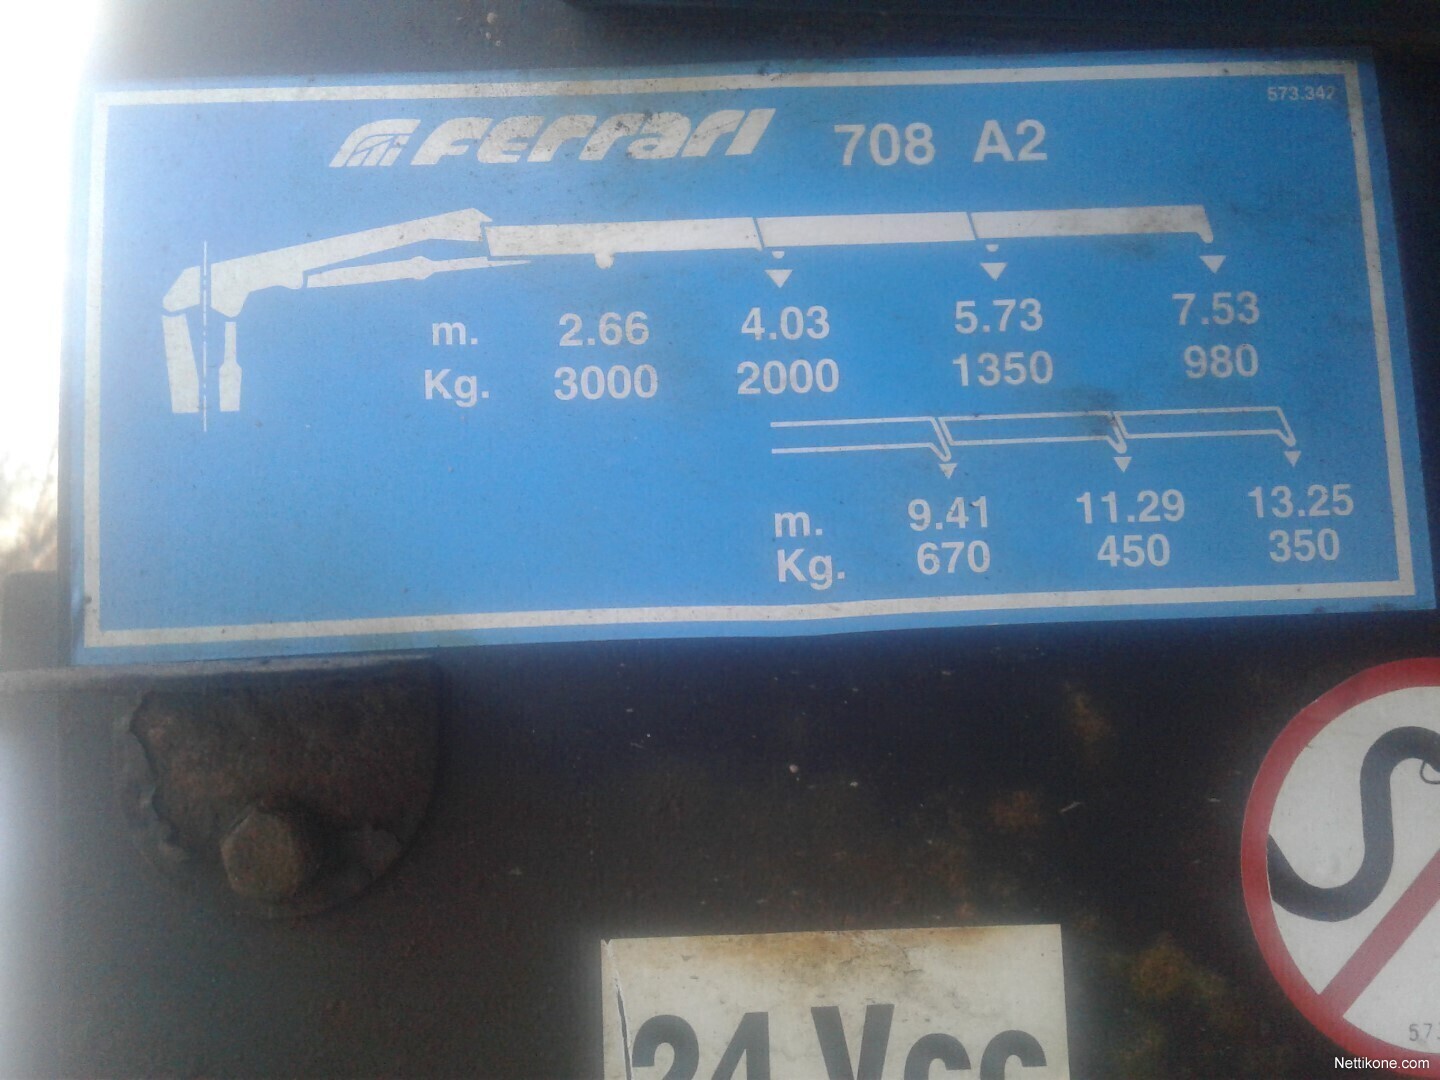 573.342
Ferrari 708 A2
m. 2.66 4.03 5.73 7.53
Kg. 3000 2000 1350 980
m. 9.41 11.29 13.25
Kg. 670 450 350
24 Vcc
573
Nettikone.com